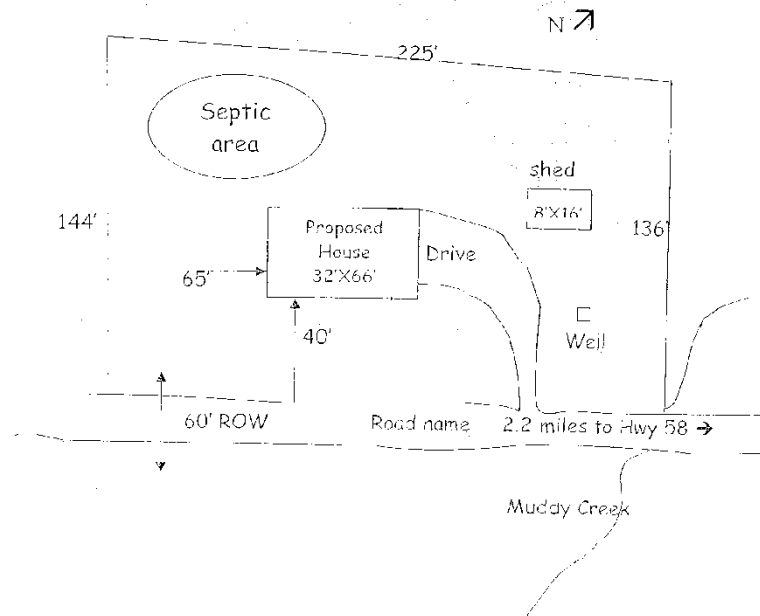 N
225'
Septic
area
shed
8'X16'
144'
136'
Proposed
House
32'X66'
Drive
65'
40'
Well
60' ROW
Road name
2.2 miles to Hwy 58
Muddy Creek